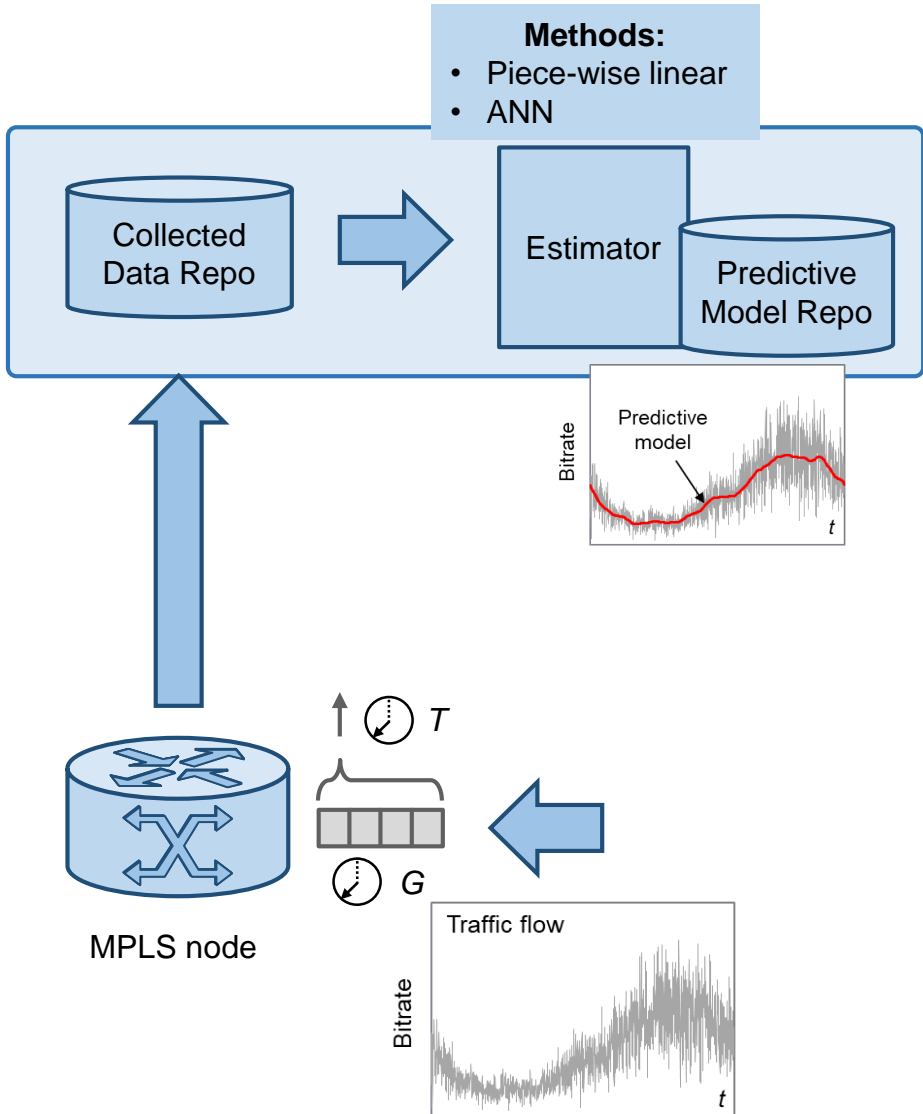 Methods:
• Piece-wise linear
• ANN
Collected
Data Repo
Estimator
Predictive
Model Repo
Predictive
model
Bitrate
t
T
G
MPLS node
Traffic flow
Bitrate
t